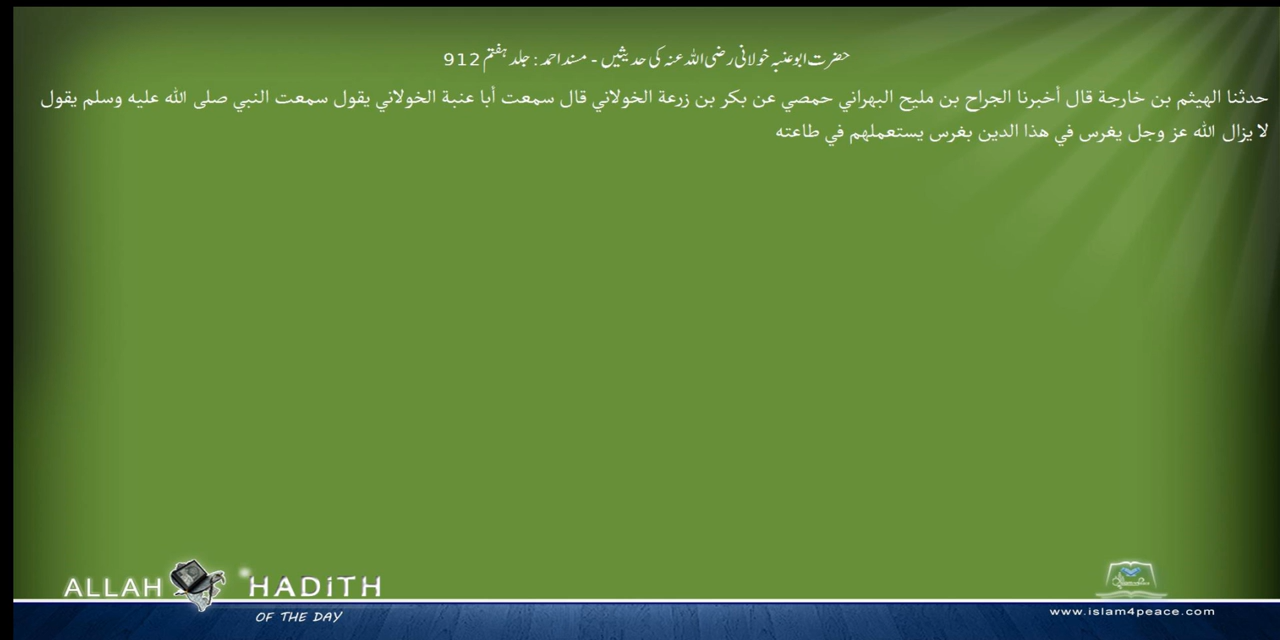 حضرت ابوعنبہ خولانی رضی اللہ عنہ کی حدیثیں - مسند احمد : جلد ہفتم 912
حدثنا الهيثم بن خارجة قال أخبرنا الجراح بن مليح البهراني حمصي عن بكر بن زرعة الخولاني قال سمعت أبا عنبة الخولاني يقول سمعت النبي صلى الله عليه وسلم يقول
لا يزال الله عز وجل يغرس في هذا الدين بغرس يستعملهم في طاعته
ALLAH HADITH
OF THE DAY
www.islam4peace.com